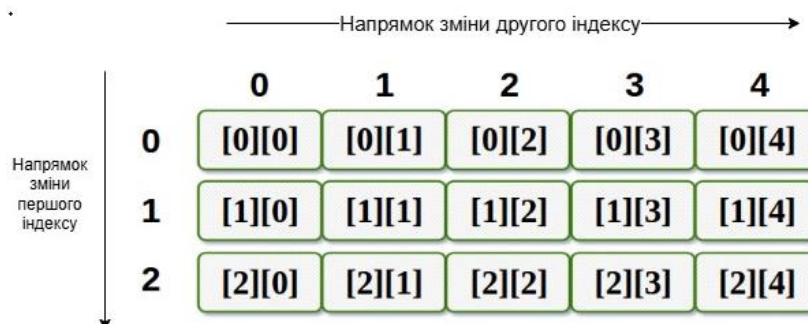 Напрямок зміни другого індексу
0 1 2 3 4
0 [0][0] [0][1] [0][2] [0][3] [0][4]
Напрямок
зміни
першого
індексу
1 [1][0] [1][1] [1][2] [1][3] [1][4]
2 [2][0] [2][1] [2][2] [2][3] [2][4]